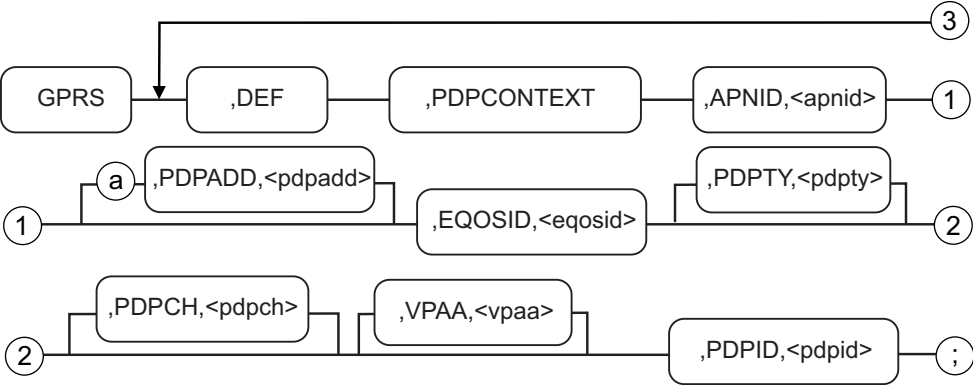 3
GPRS ,DEF ,PDPCONTEXT ,APNID,<apnid> 1
a ,PDPADD,<pdpadd> ,PDPTY,<pdpty>
1 ,EQOSID,<eqosid> 2
,PDPCH,<pdpch> ,VPAA,<vpaa>
2 ,PDPID,<pdpid> ;